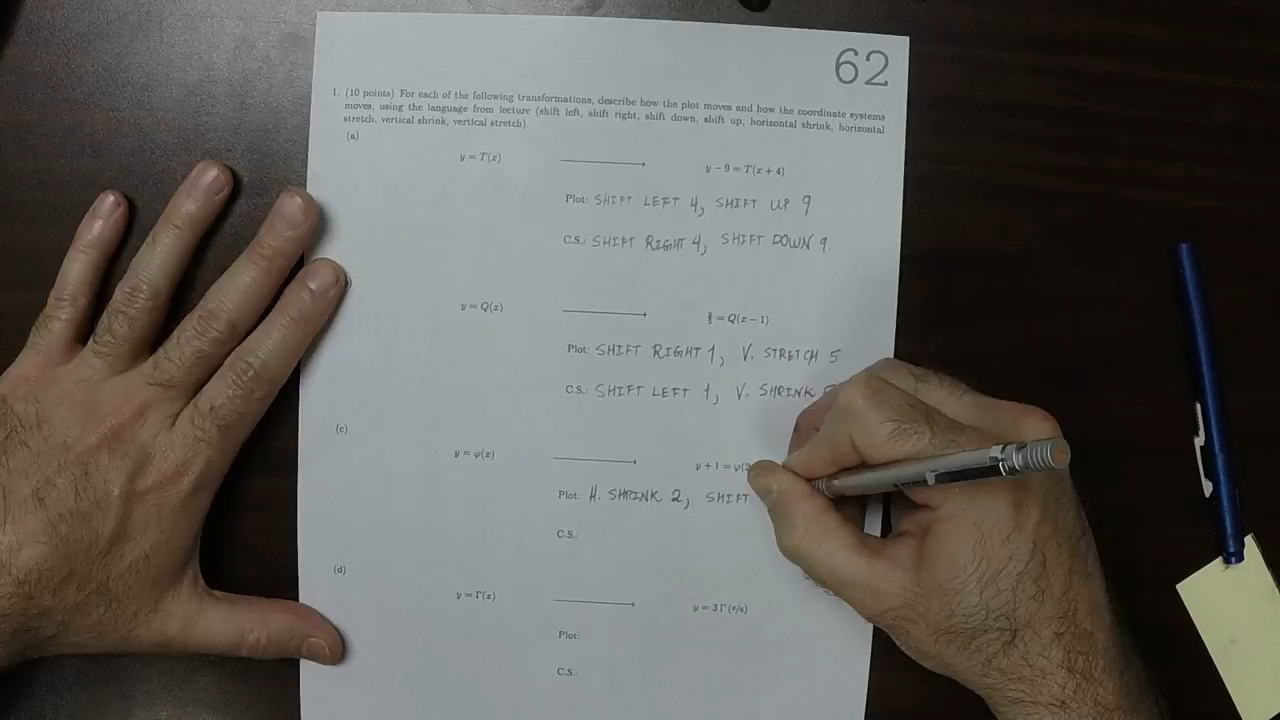 62
1. (10 points) For each of the following transformations, describe how the plot moves and how the coordinate systems
moves, using the language from lecture (shift left, shift right, shift down, shift up, horizontal shrink, horizontal
stretch, vertical shrink, vertical stretch).
(a)
y = T(x) ⟶ y − 9 = T(x + 4)
Plot: SHIFT LEFT 4, SHIFT UP 9
C.S.: SHIFT RIGHT 4, SHIFT DOWN 9.
y = Q(x) ⟶ y/5 = Q(x − 1)
Plot: SHIFT RIGHT 1, V. STRETCH 5
C.S.: SHIFT LEFT 1, V. SHRINK
(c)
y = φ(x) ⟶ y + 1 = φ(2
Plot: H. SHRINK 2, SHIFT
C.S.:
(d)
y = Γ(x) ⟶ y = 3Γ(x/6)
Plot:
C.S.: